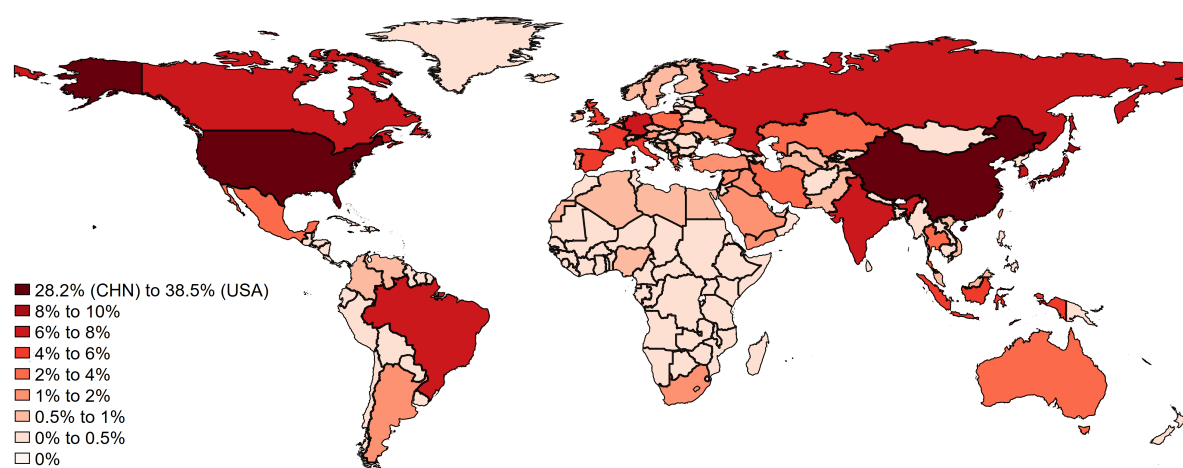 28.2% (CHN) to 38.5% (USA)
8% to 10%
6% to 8%
4% to 6%
2% to 4%
1% to 2%
0.5% to 1%
0% to 0.5%
0%